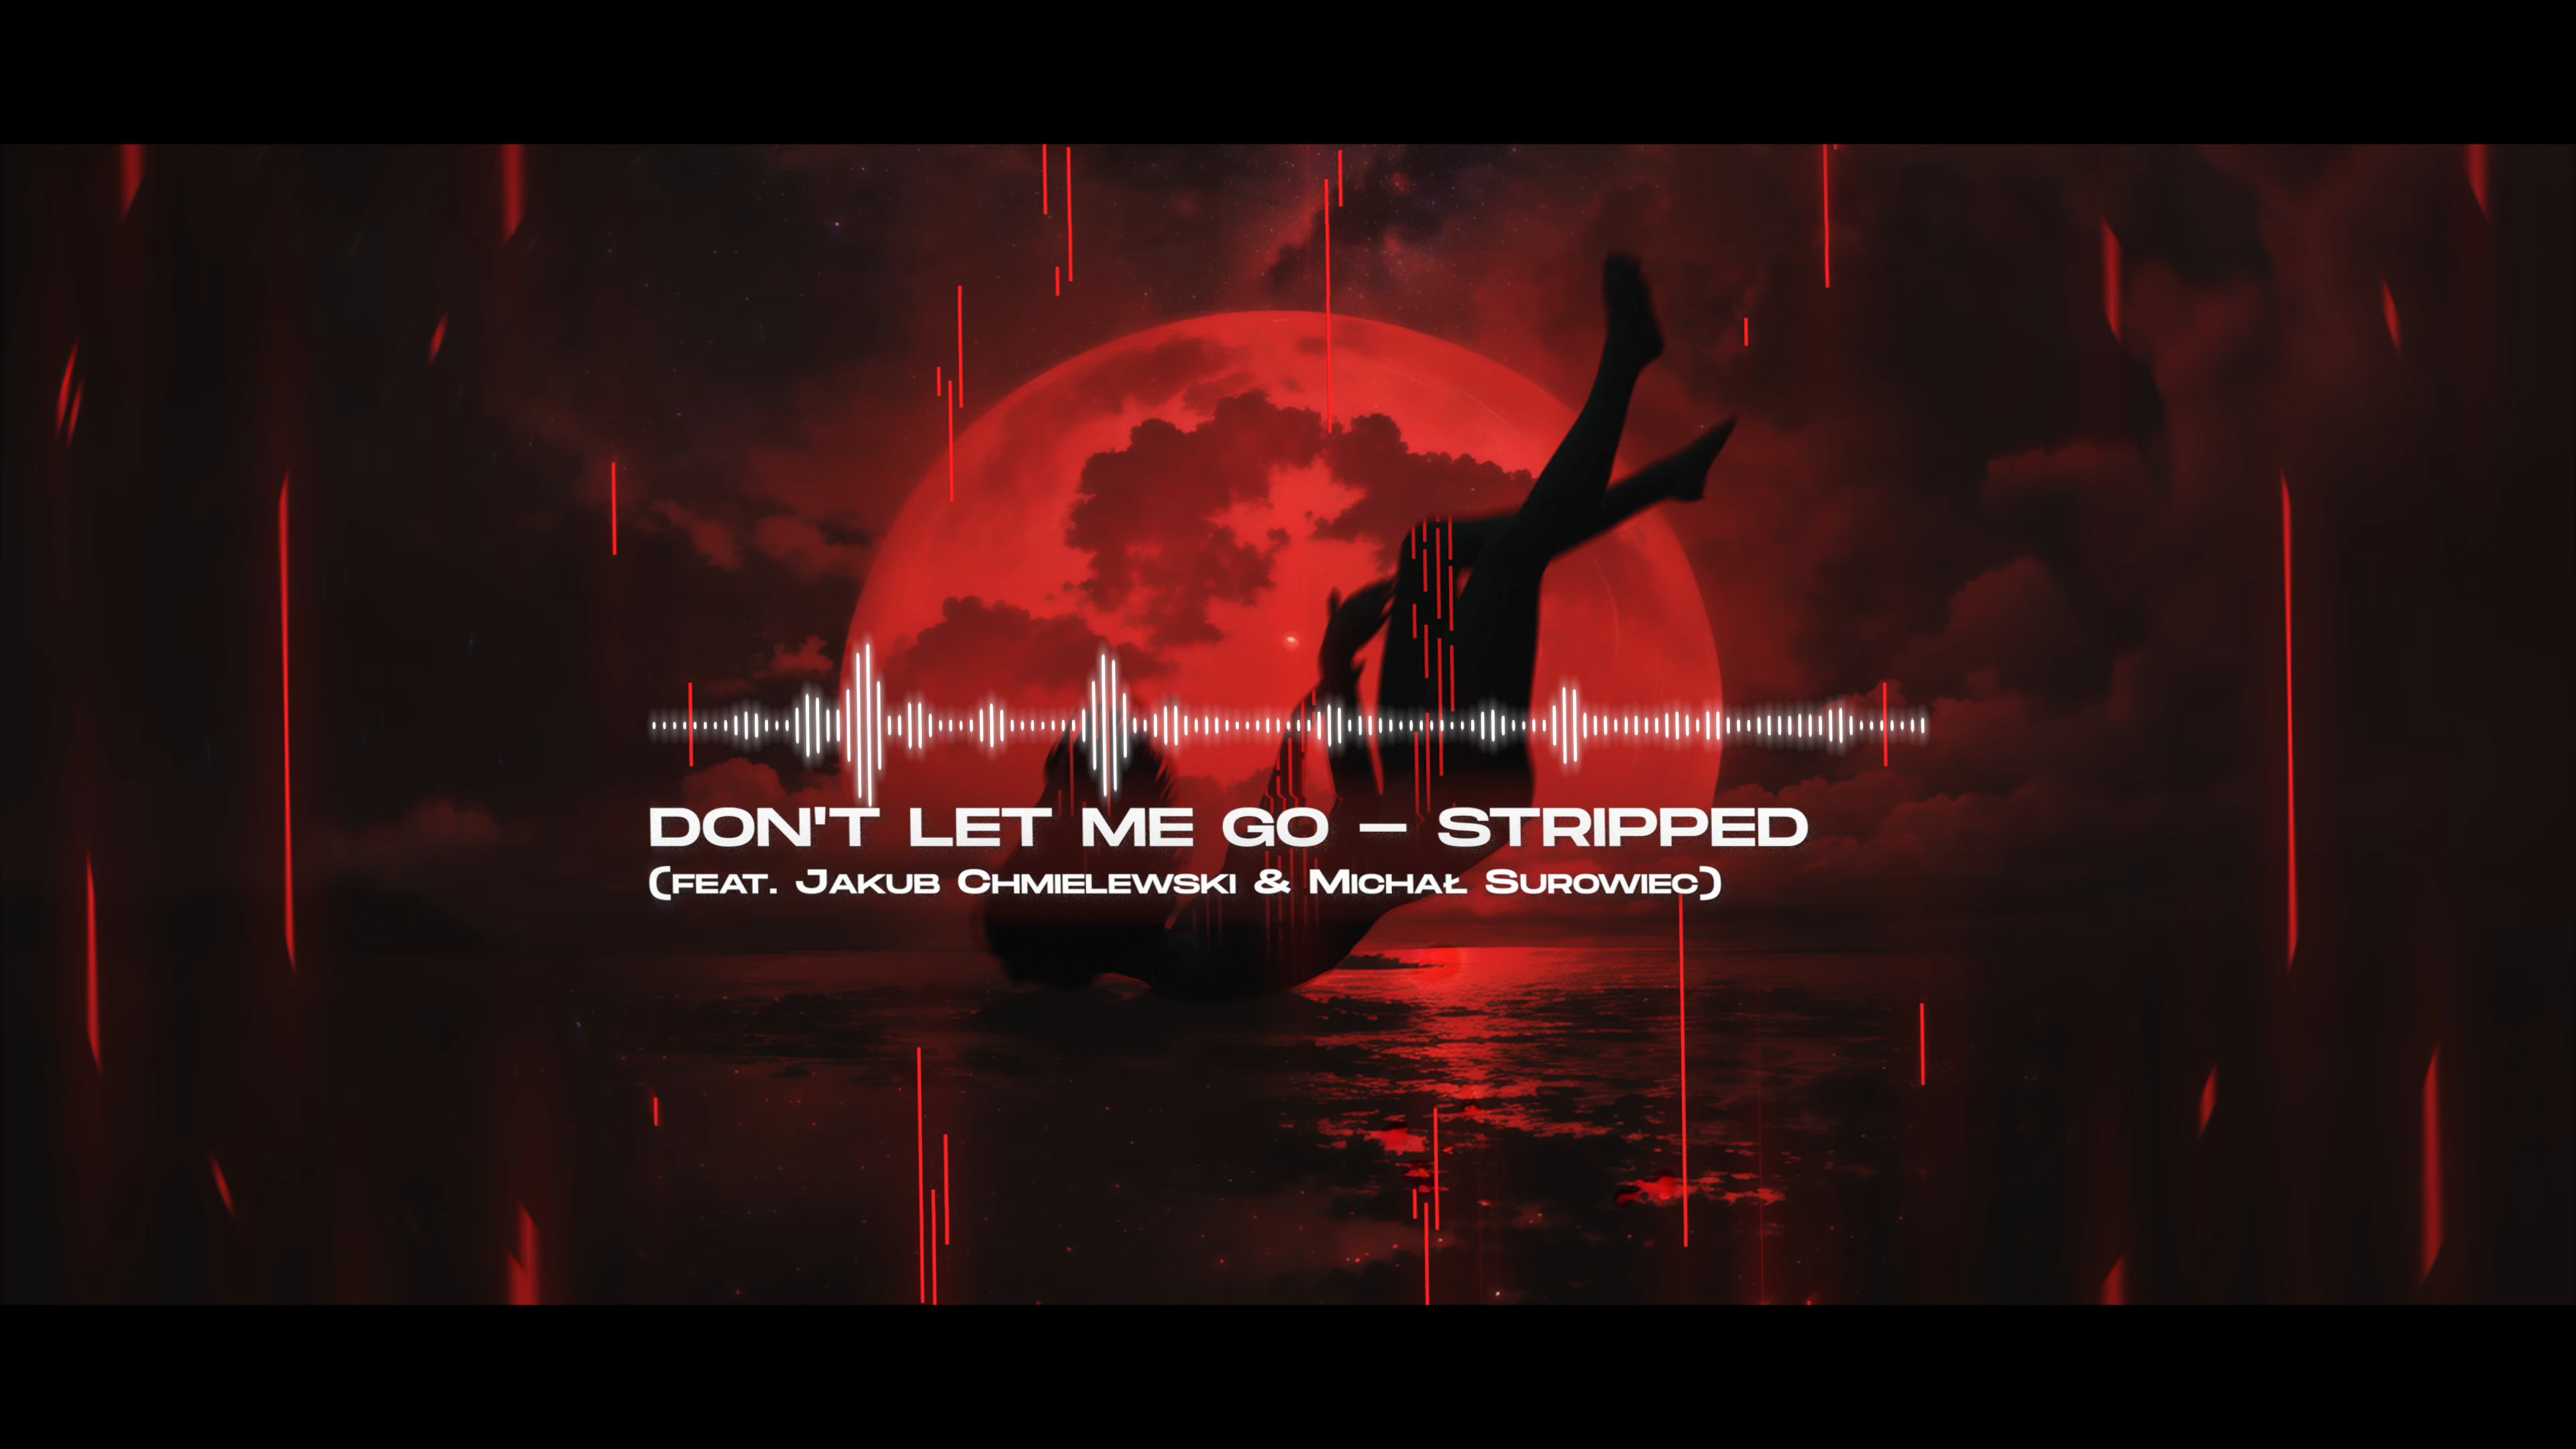 DON'T LET ME GO – STRIPPED
(FEAT. JAKUB CHMIELEWSKI & MICHAŁ SUROWIEC)